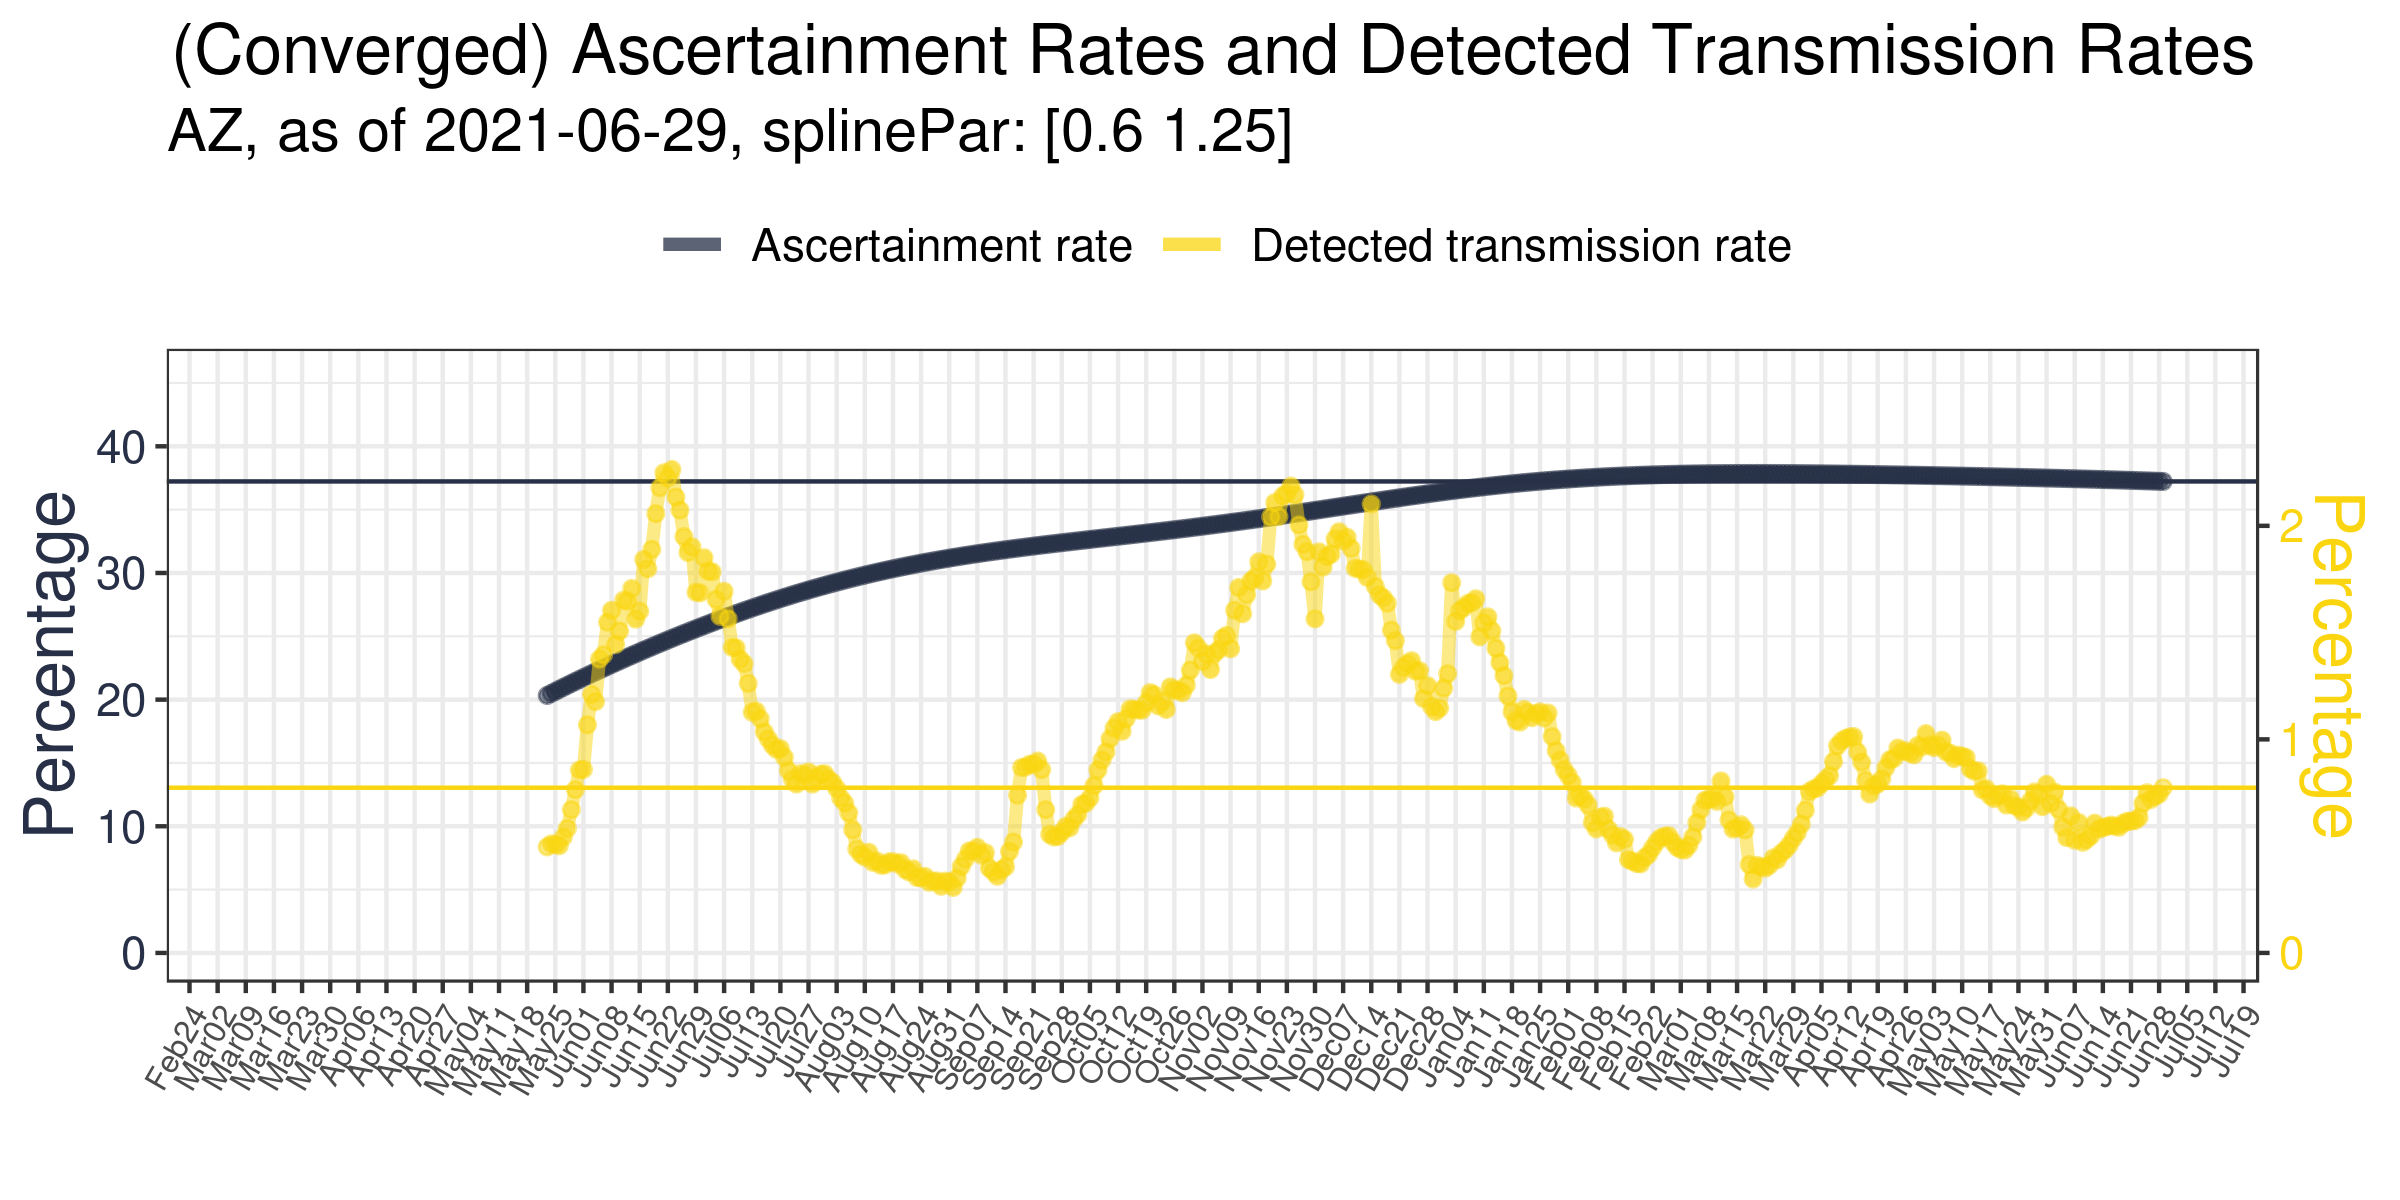 (Converged) Ascertainment Rates and Detected Transmission Rates
AZ, as of 2021-06-29, splinePar: [0.6 1.25]
Ascertainment rate
Detected transmission rate
Percentage
40
30
20
10
0
Percentage
2
1
0
Feb24
Mar02
Mar09
Mar16
Mar23
Mar30
Apr06
Apr13
Apr20
Apr27
May04
May11
May18
May25
Jun01
Jun08
Jun15
Jun22
Jun29
Jul06
Jul13
Jul20
Jul27
Aug03
Aug10
Aug17
Aug24
Aug31
Sep07
Sep14
Sep21
Sep28
Oct05
Oct12
Oct19
Oct26
Nov02
Nov09
Nov16
Nov23
Nov30
Dec07
Dec14
Dec21
Dec28
Jan04
Jan11
Jan18
Jan25
Feb01
Feb08
Feb15
Feb22
Mar01
Mar08
Mar15
Mar22
Mar29
Apr05
Apr12
Apr19
Apr26
May03
May10
May17
May24
May31
Jun07
Jun14
Jun21
Jun28
Jul05
Jul12
Jul19